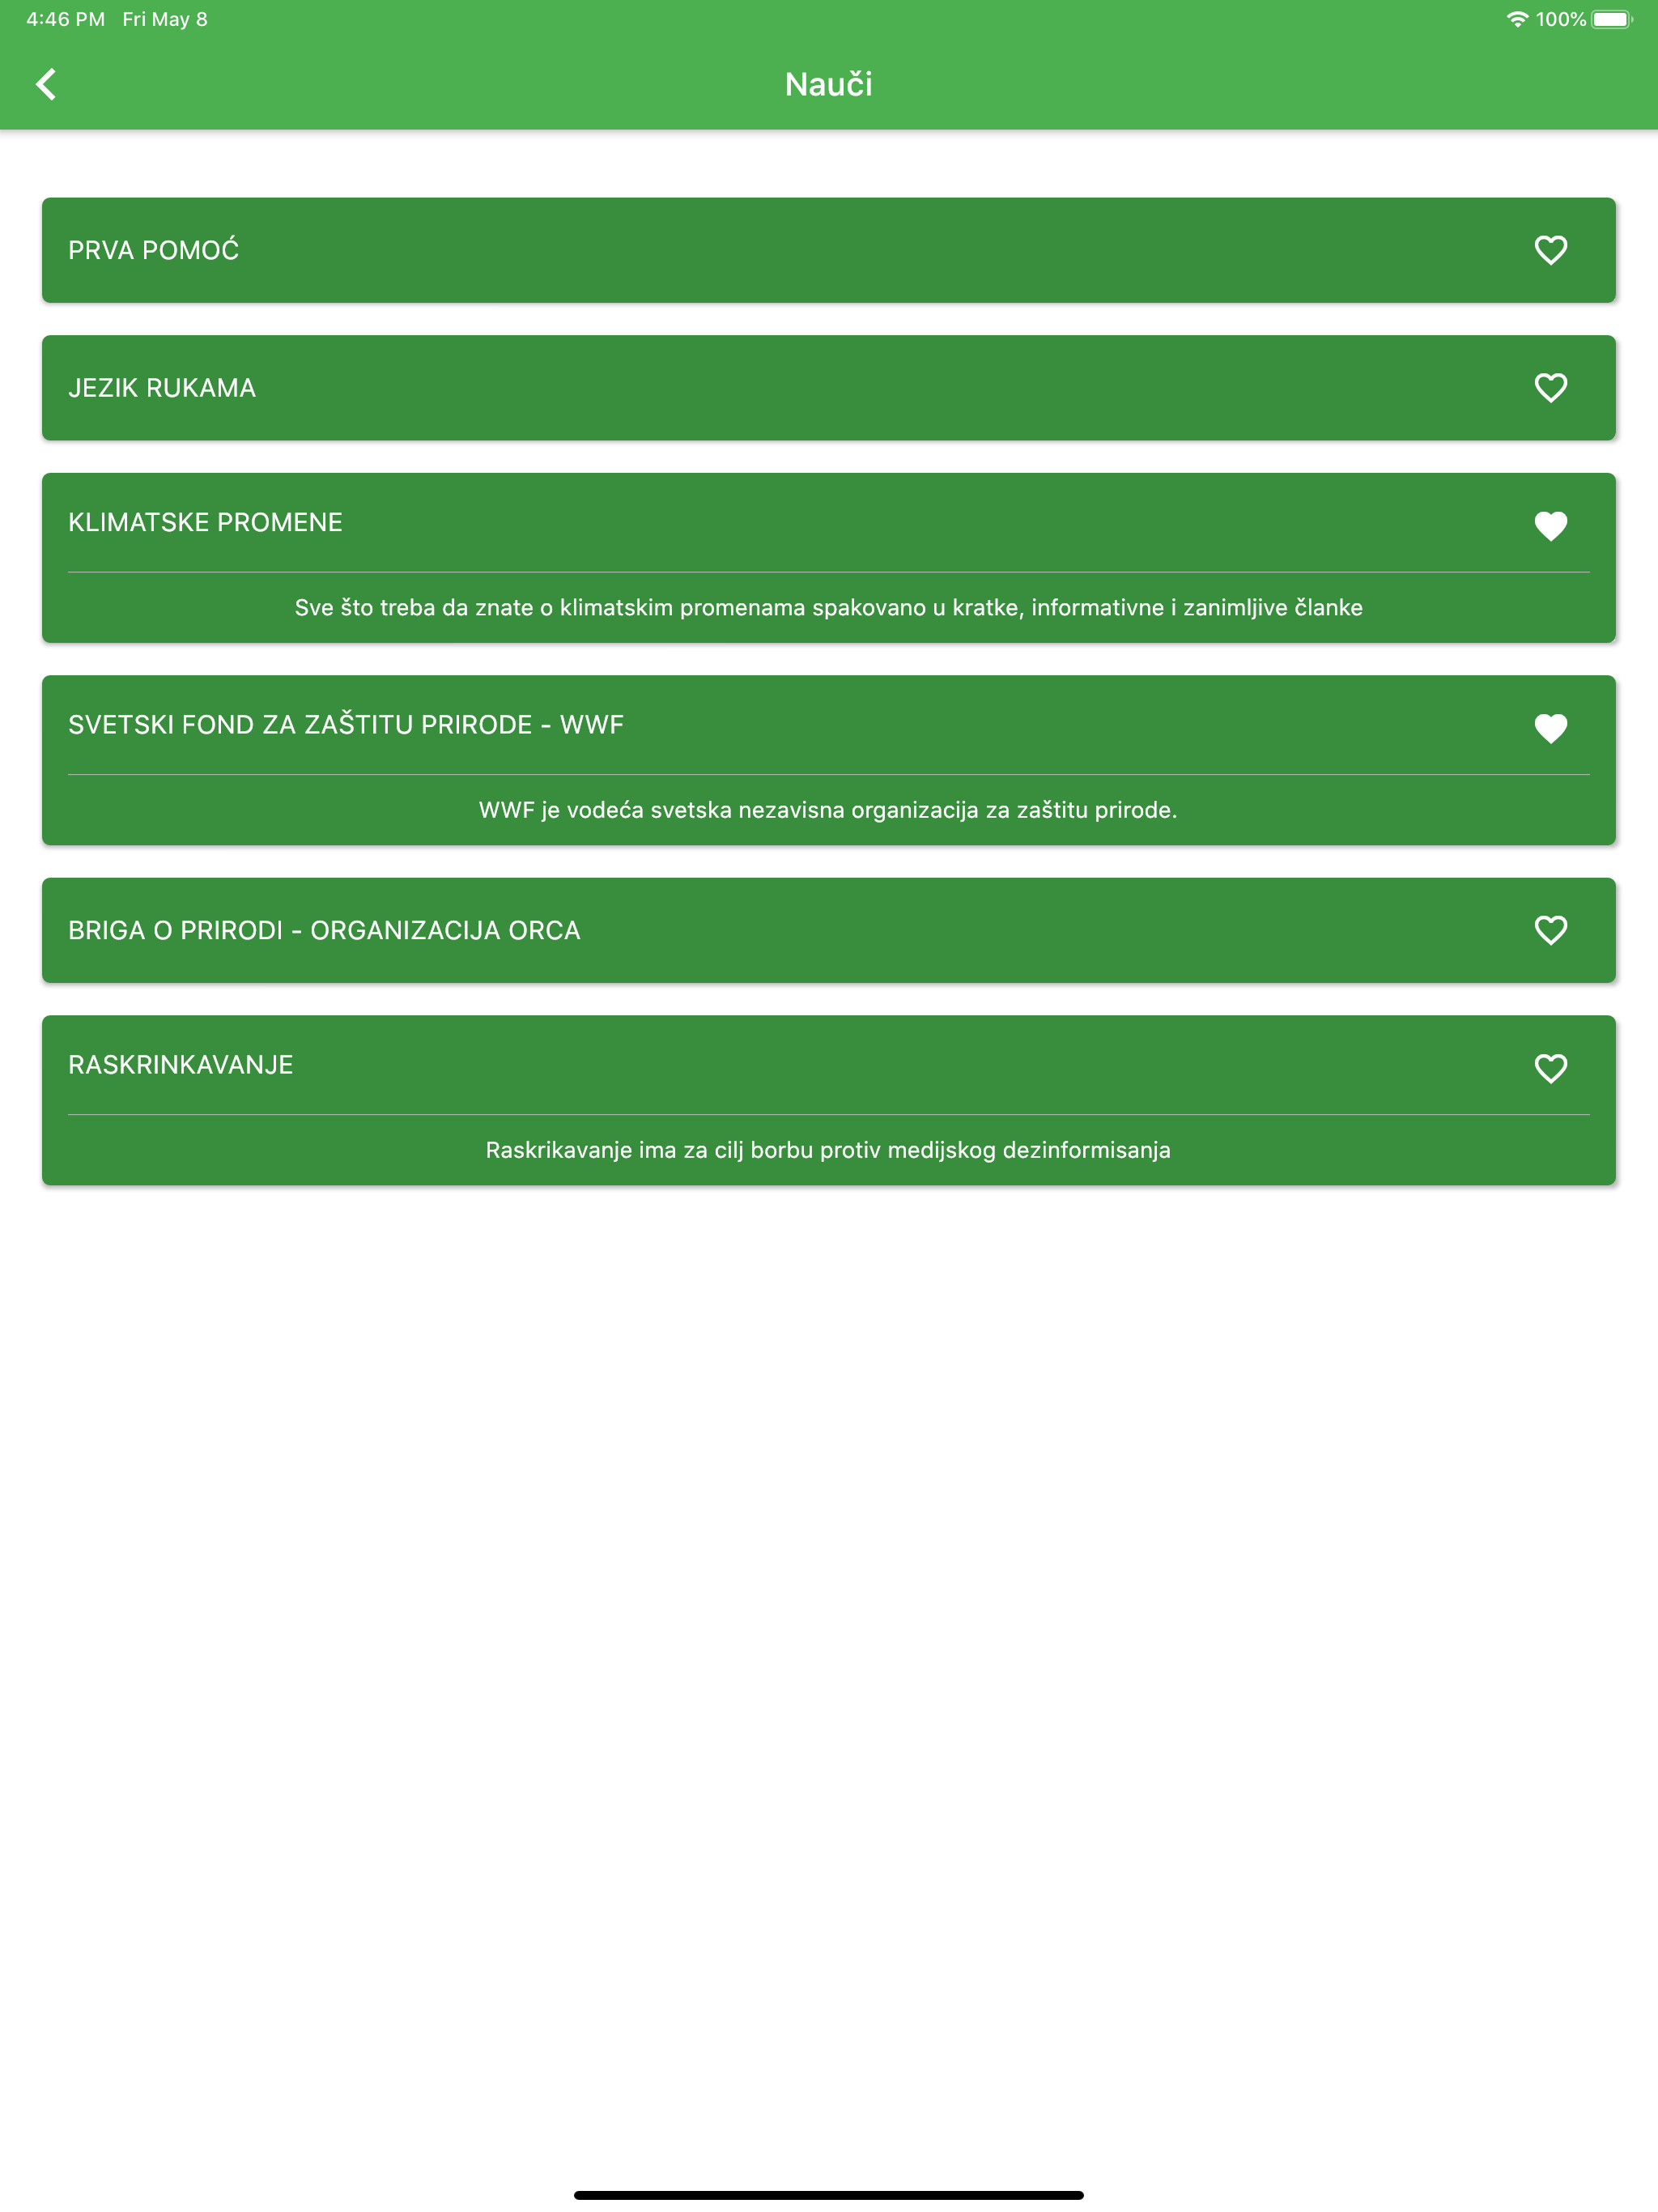 4:46 PM Fri May 8 100%
Nauči
PRVA POMOĆ
JEZIK RUKAMA
KLIMATSKE PROMENE
Sve što treba da znate o klimatskim promenama spakovano u kratke, informativne i zanimljive članke
SVETSKI FOND ZA ZAŠTITU PRIRODE - WWF
WWF je vodeća svetska nezavisna organizacija za zaštitu prirode.
BRIGA O PRIRODI - ORGANIZACIJA ORCA
RASKRINKAVANJE
Raskrikavanje ima za cilj borbu protiv medijskog dezinformisanja